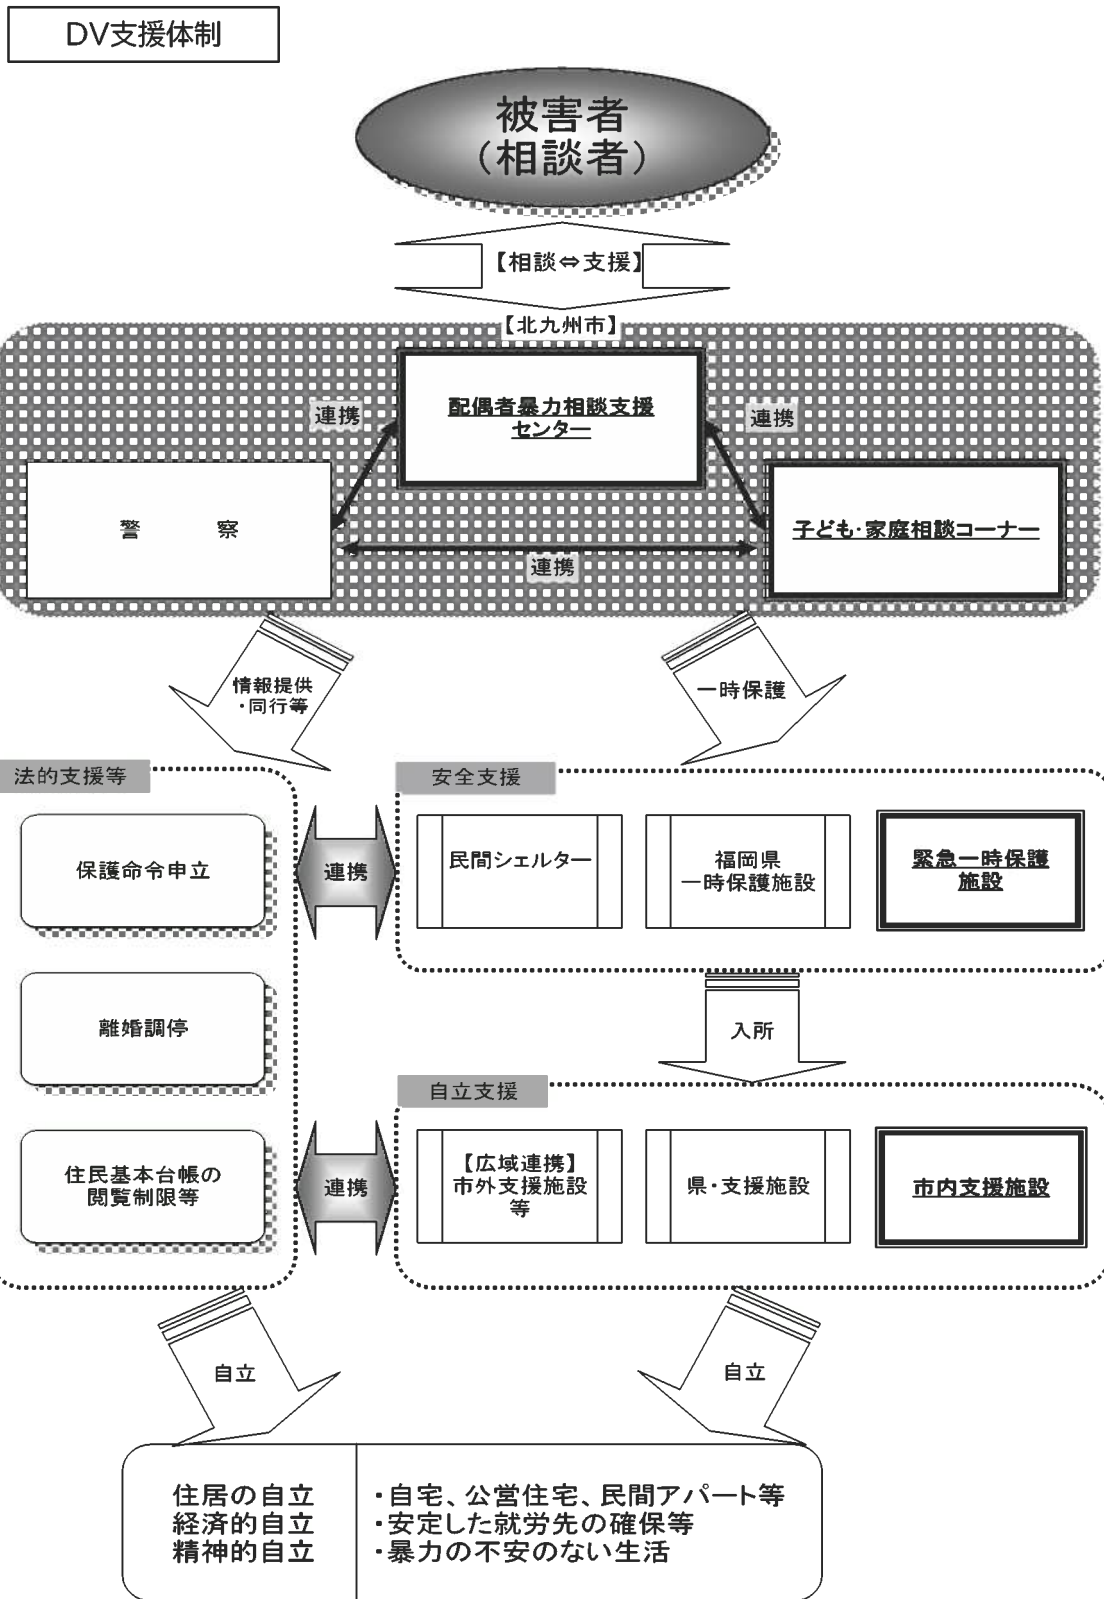 DV支援体制
被害者
（相談者）
【相談⇔支援】
【北九州市】
配偶者暴力相談支援
センター
連携
連携
警　察
子ども・家庭相談コーナー
連携
情報提供
・同行等
一時保護
法的支援等
安全支援
保護命令申立
連携
民間シェルター
福岡県
一時保護施設
緊急一時保護
施設
離婚調停
入所
自立支援
住民基本台帳の
閲覧制限等
連携
【広域連携】
市外支援施設
等
県・支援施設
市内支援施設
自立
自立
住居の自立　・自宅、公営住宅、民間アパート等
経済的自立　・安定した就労先の確保等
精神的自立　・暴力の不安のない生活